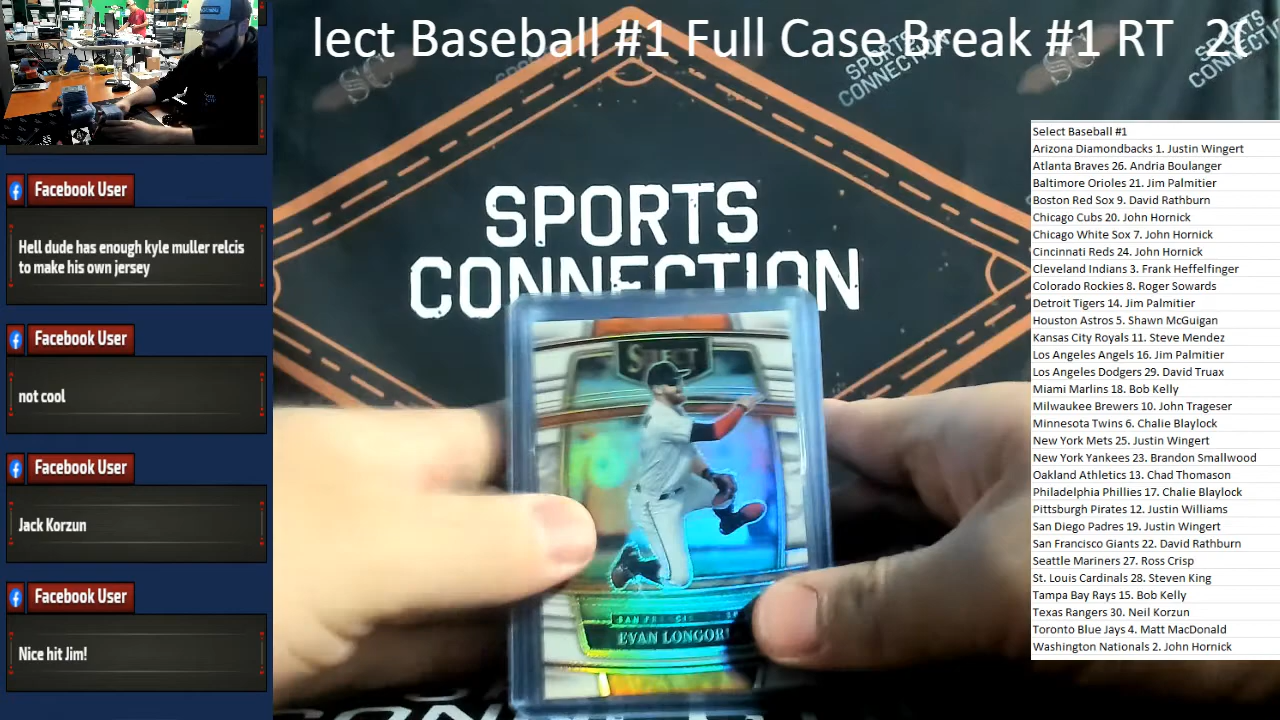 lect Baseball #1 Full Case Break #1 RT
SC
SPORTS
CONNECTION
SC
SPORTS
CONNECTION
SPORTS
CONNECTION
Facebook User
Hell dude has enough kyle muller relcis
to make his own jersey
Facebook User
not cool
Facebook User
Jack Korzun
Facebook User
Nice hit Jim!
SELECT
EVAN LONGOR
Select Baseball #1
Arizona Diamondbacks 1. Justin Wingert
Atlanta Braves 26. Andria Boulanger
Baltimore Orioles 21. Jim Palmitier
Boston Red Sox 9. David Rathburn
Chicago Cubs 20. John Hornick
Chicago White Sox 7. John Hornick
Cincinnati Reds 24. John Hornick
Cleveland Indians 3. Frank Heffelfinger
Colorado Rockies 8. Roger Sowards
Detroit Tigers 14. Jim Palmitier
Houston Astros 5. Shawn McGuigan
Kansas City Royals 11. Steve Mendez
Los Angeles Angels 16. Jim Palmitier
Los Angeles Dodgers 29. David Truax
Miami Marlins 18. Bob Kelly
Milwaukee Brewers 10. John Trageser
Minnesota Twins 6. Chalie Blaylock
New York Mets 25. Justin Wingert
New York Yankees 23. Brandon Smallwood
Oakland Athletics 13. Chad Thomason
Philadelphia Phillies 17. Chalie Blaylock
Pittsburgh Pirates 12. Justin Williams
San Diego Padres 19. Justin Wingert
San Francisco Giants 22. David Rathburn
Seattle Mariners 27. Ross Crisp
St. Louis Cardinals 28. Steven King
Tampa Bay Rays 15. Bob Kelly
Texas Rangers 30. Neil Korzun
Toronto Blue Jays 4. Matt MacDonald
Washington Nationals 2. John Hornick